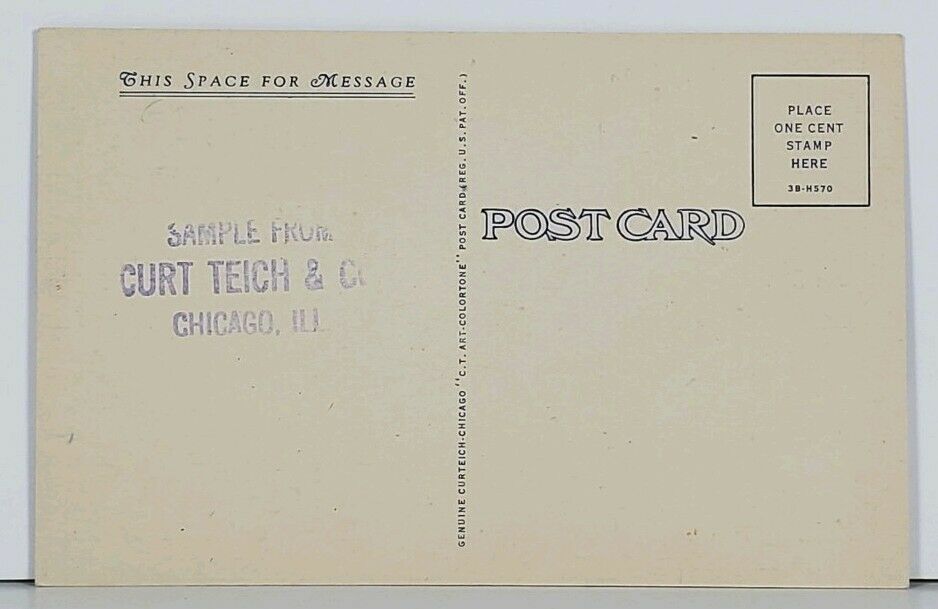 THIS SPACE FOR MESSAGE
SAMPLE FROM
CURT TEICH & CO
CHICAGO, ILL
GENUINE CURTEICH-CHICAGO "C.T. ART-COLORTONE" POST CARD (REG. U.S. PAT. OFF.)
POST CARD
PLACE
ONE CENT
STAMP
HERE
3B-H570